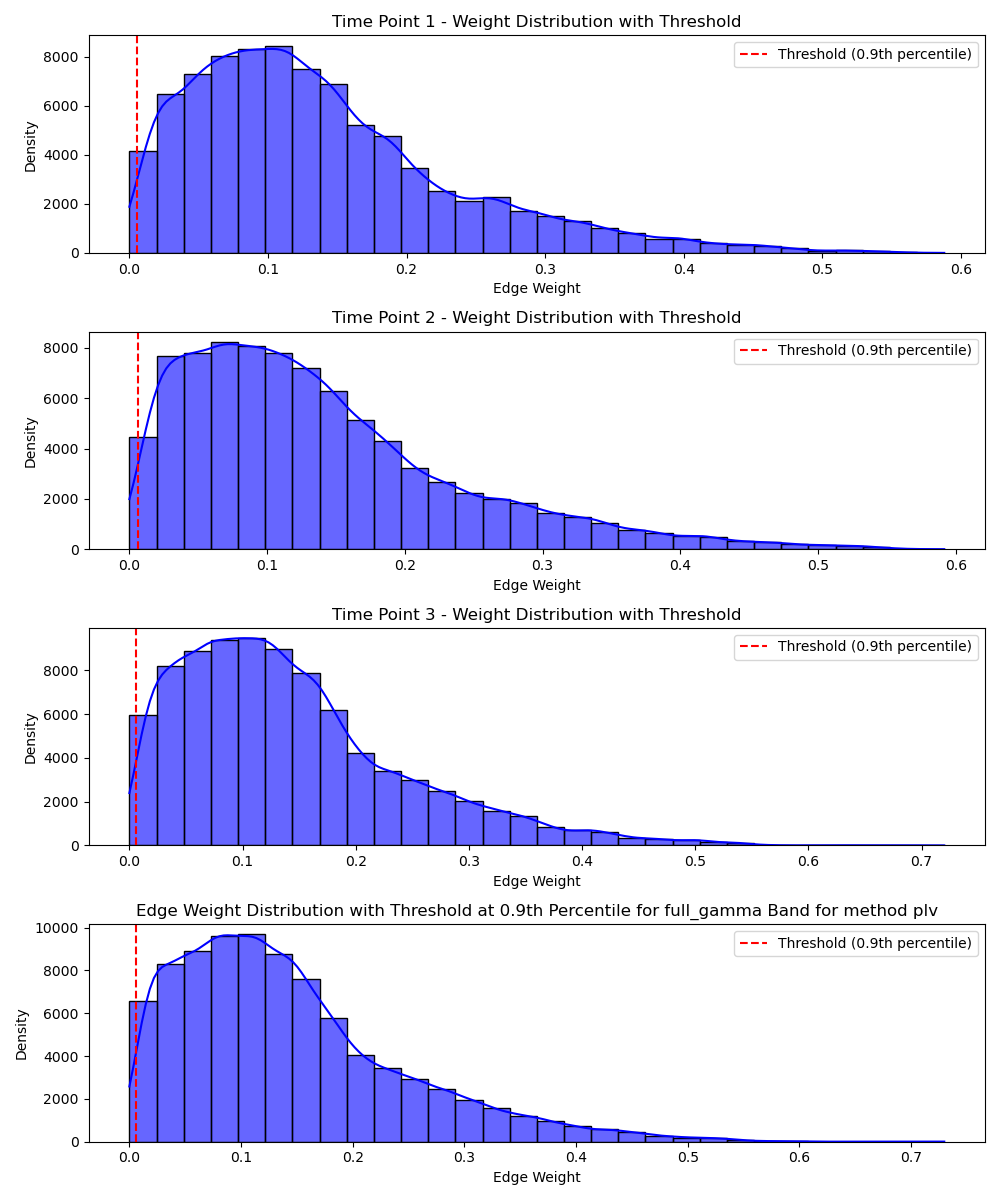 Time Point 1 - Weight Distribution with Threshold
Threshold (0.9th percentile)
Density
8000
6000
4000
2000
0
0.0 0.1 0.2 0.3 0.4 0.5 0.6
Edge Weight
Time Point 2 - Weight Distribution with Threshold
Threshold (0.9th percentile)
Density
8000
6000
4000
2000
0
0.0 0.1 0.2 0.3 0.4 0.5 0.6
Edge Weight
Time Point 3 - Weight Distribution with Threshold
Threshold (0.9th percentile)
Density
8000
6000
4000
2000
0
0.0 0.1 0.2 0.3 0.4 0.5 0.6 0.7
Edge Weight
Edge Weight Distribution with Threshold at 0.9th Percentile for full_gamma Band for method plv
Threshold (0.9th percentile)
Density
10000
8000
6000
4000
2000
0
0.0 0.1 0.2 0.3 0.4 0.5 0.6 0.7
Edge Weight